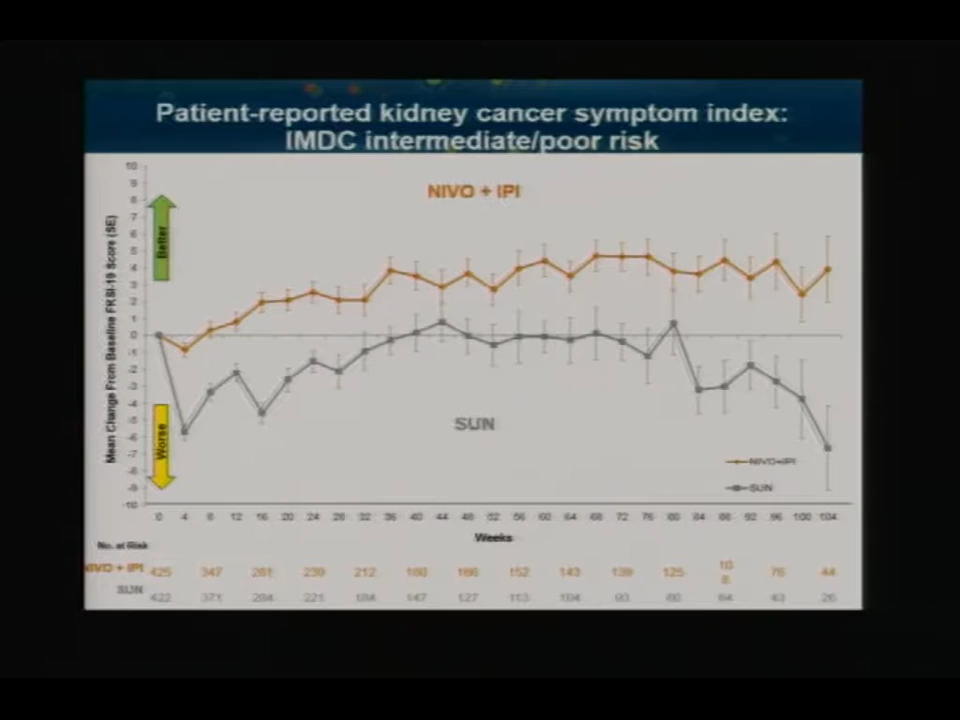 Patient-reported kidney cancer symptom index:
IMDC intermediate/poor risk
NIVO + IPI
Better
Worse
Mean Change From Baseline FKSI-19 Score (SE)
10
9
8
7
6
5
4
3
2
1
0
-1
-2
-3
-4
-5
-6
-7
-8
-9
-10
SUN
NIVO+IPI
SUN
0 4 8 12 16 20 24 28 32 36 40 44 48 52 56 60 64 68 72 76 80 84 88 92 96 100 104
Weeks
No. at Risk
NIVO + IPI 425 347 281 239 212 152 143 139 125 10 76 44
8
SUN 422 371 284 221 184 147 127 113 104 93 64 43 26